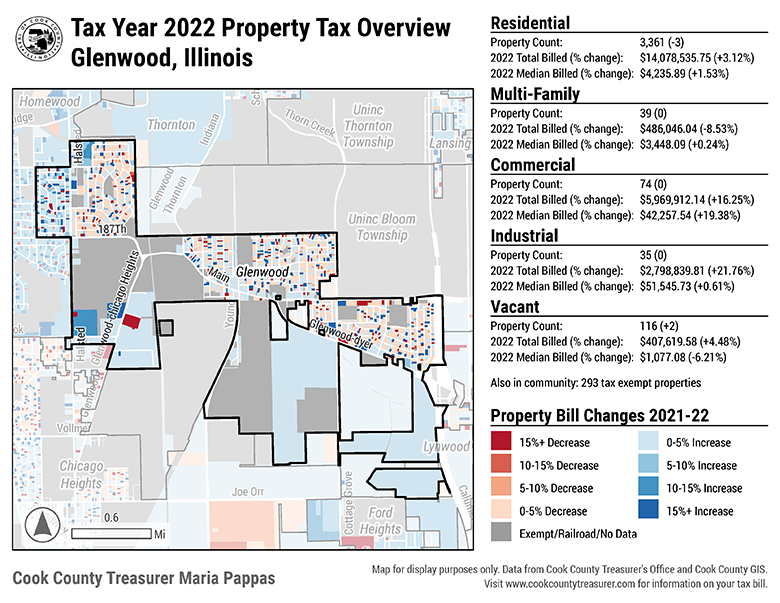 Tax Year 2022 Property Tax Overview
Glenwood, Illinois
Residential
Property Count: 3,361 (-3)
2022 Total Billed (% change): $14,078,535.75 (+3.12%)
2022 Median Billed (% change): $4,235.89 (+1.53%)
Multi-Family
Property Count: 39 (0)
2022 Total Billed (% change): $486,046.04 (-8.53%)
2022 Median Billed (% change): $3,448.09 (+0.24%)
Commercial
Property Count: 74 (0)
2022 Total Billed (% change): $5,969,912.14 (+16.25%)
2022 Median Billed (% change): $42,257.54 (+19.38%)
Industrial
Property Count: 35 (0)
2022 Total Billed (% change): $2,798,839.81 (+21.76%)
2022 Median Billed (% change): $51,545.73 (+0.61%)
Vacant
Property Count: 116 (+2)
2022 Total Billed (% change): $407,619.58 (+4.48%)
2022 Median Billed (% change): $1,077.08 (-6.21%)
Also in community: 293 tax exempt properties
Property Bill Changes 2021-22
15%+ Decrease
10-15% Decrease
5-10% Decrease
0-5% Decrease
Exempt/Railroad/No Data
0-5% Increase
5-10% Increase
10-15% Increase
15%+ Increase
Homewood
Thornton
Indiana
Thorn Creek
Uninc
Thornton
Township
Lansing
Halst
187Th
Glenwood
Thornton
Uninc Bloom
Township
Main
Glenwood
Glenwood-chicago Heights
Halsted
Young
Glenwood-dyer
Glenwood
Vollmer
Chicago
Heights
Lynwood
Joe Orr
Cottage Grove
Ford
Heights
0.6
Mi
Cook County Treasurer Maria Pappas
Map for display purposes only. Data from Cook County Treasurer's Office and Cook County GIS.
Visit www.cookcountytreasurer.com for information on your tax bill.